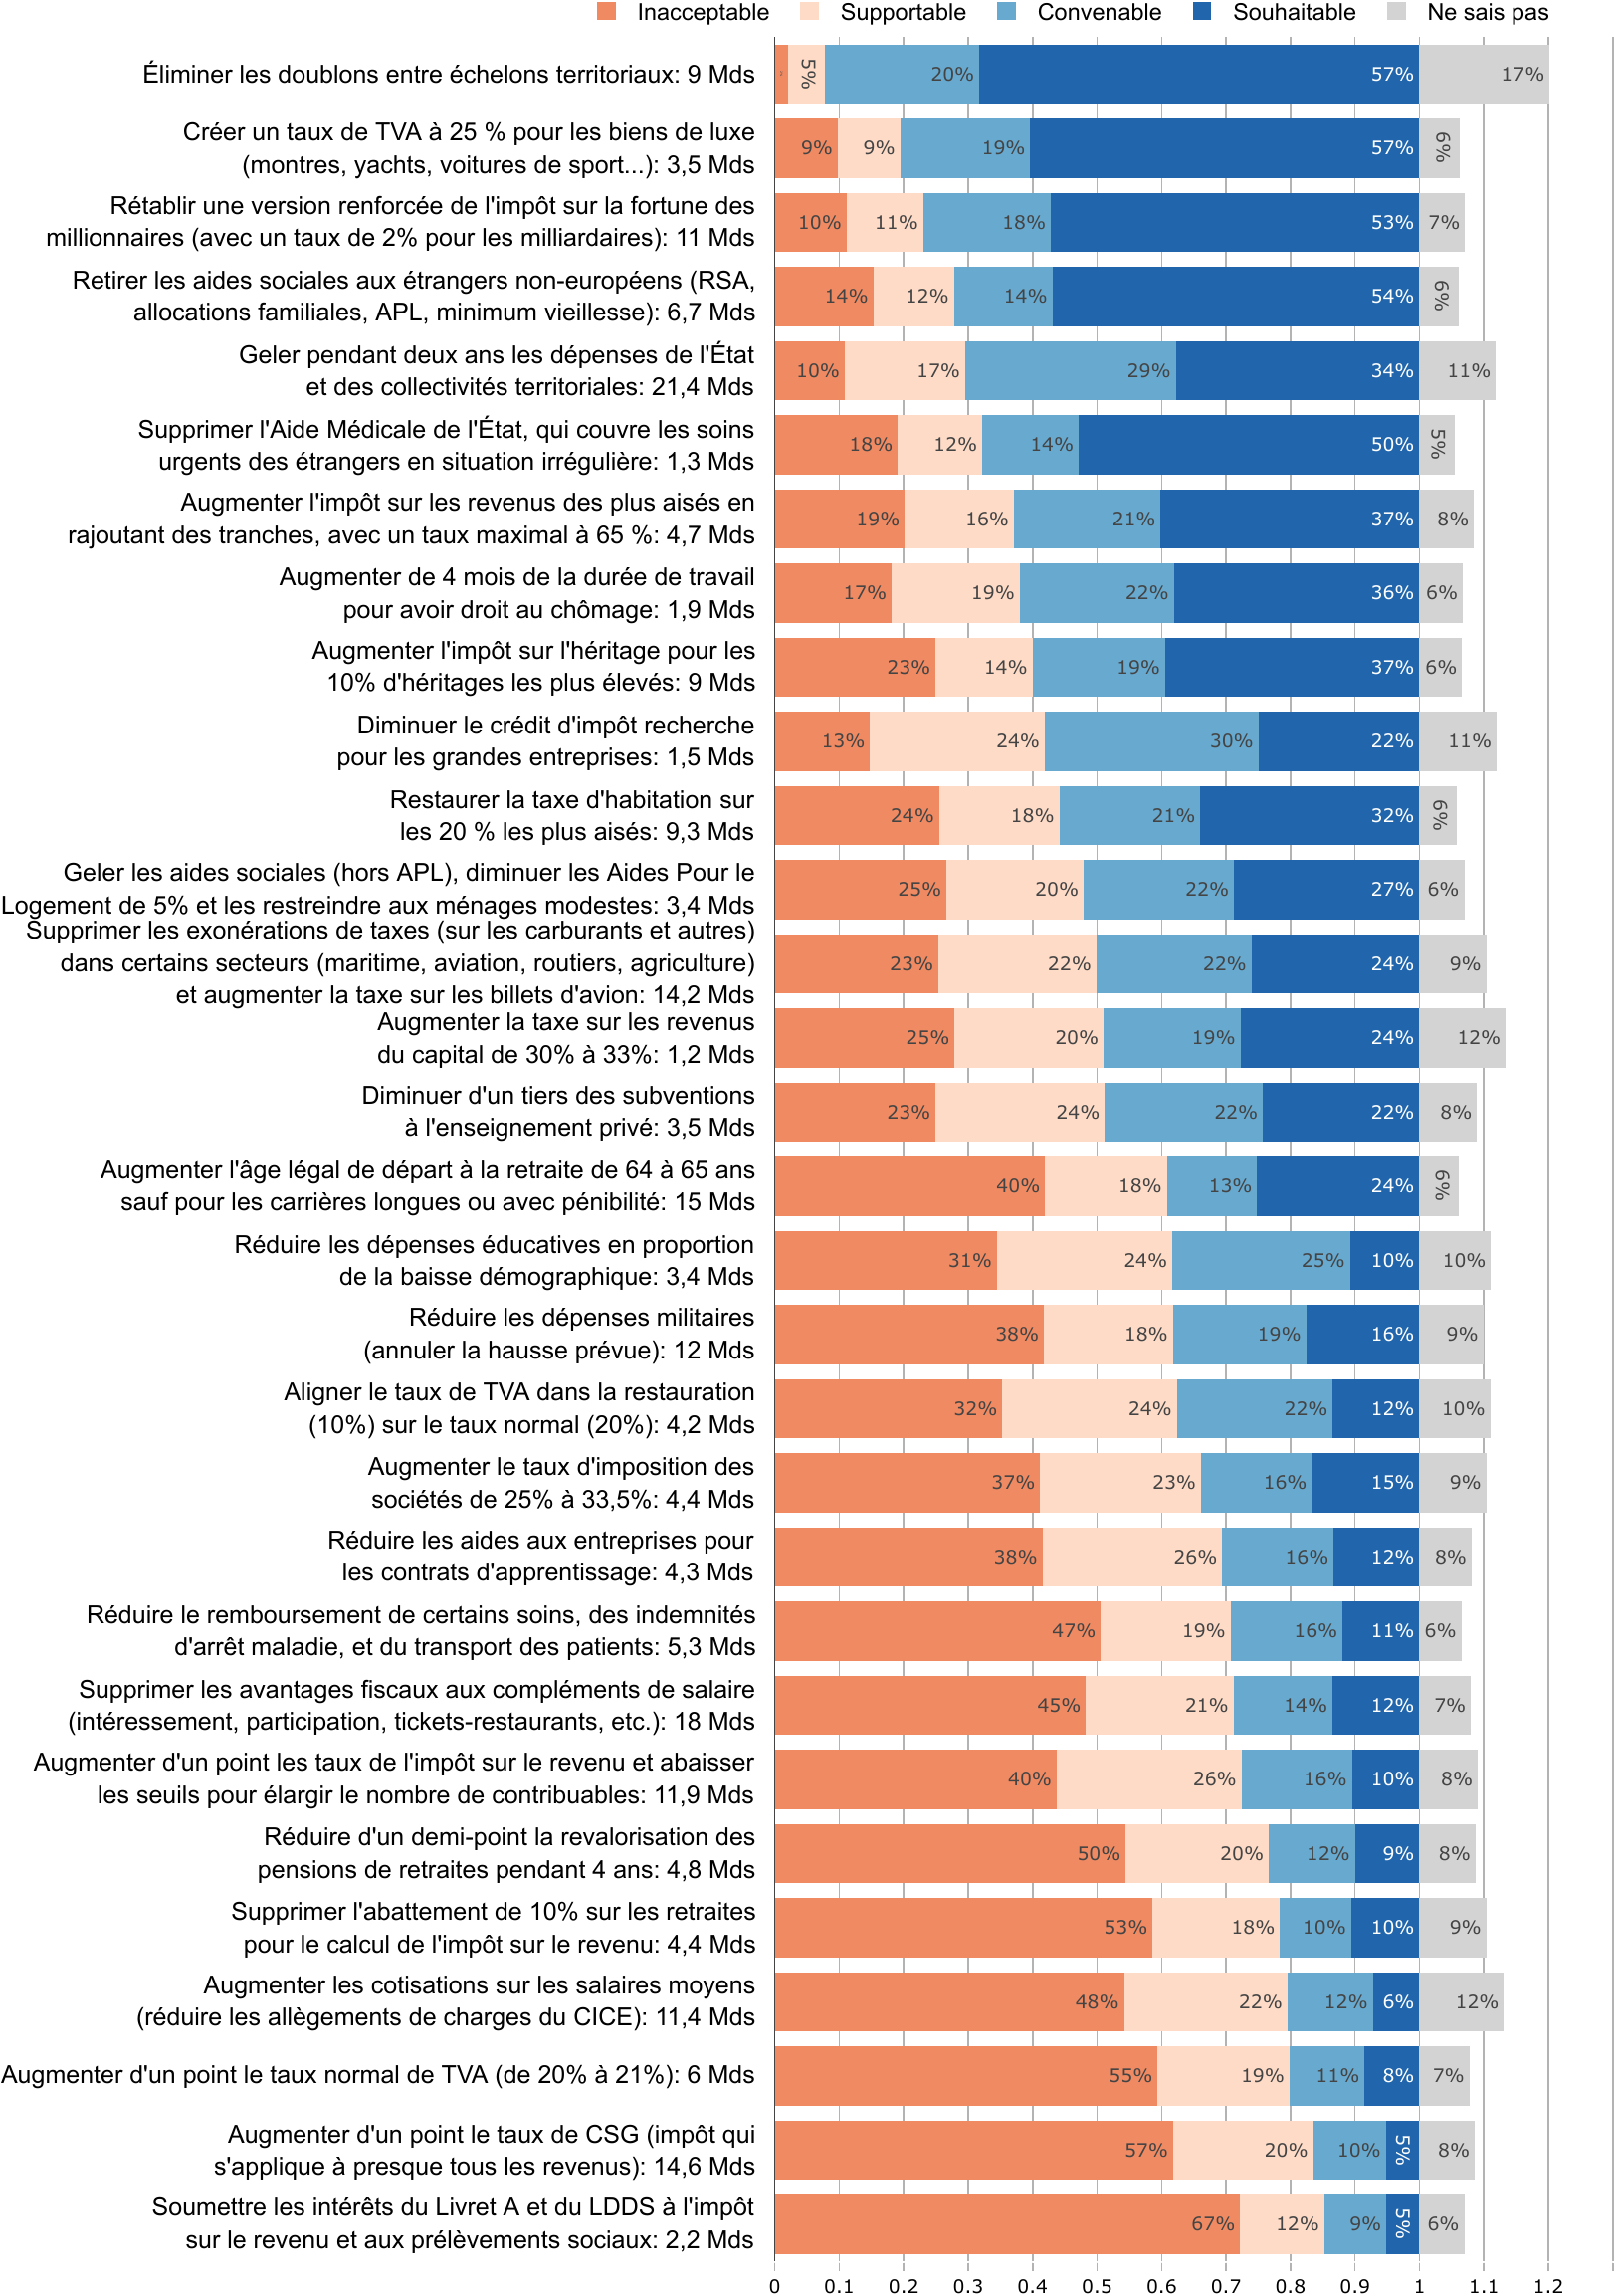 Inacceptable Supportable Convenable Souhaitable Ne sais pas
Éliminer les doublons entre échelons territoriaux: 9 Mds
5% 20% 57% 17%
Créer un taux de TVA à 25 % pour les biens de luxe
(montres, yachts, voitures de sport...): 3,5 Mds
9% 9% 19% 57% 6%
Rétablir une version renforcée de l'impôt sur la fortune des
millionnaires (avec un taux de 2% pour les milliardaires): 11 Mds
10% 11% 18% 53% 7%
Retirer les aides sociales aux étrangers non-européens (RSA,
allocations familiales, APL, minimum vieillesse): 6,7 Mds
14% 12% 14% 54% 6%
Geler pendant deux ans les dépenses de l'État
et des collectivités territoriales: 21,4 Mds
10% 17% 29% 34% 11%
Supprimer l'Aide Médicale de l'État, qui couvre les soins
urgents des étrangers en situation irrégulière: 1,3 Mds
18% 12% 14% 50% 5%
Augmenter l'impôt sur les revenus des plus aisés en
rajoutant des tranches, avec un taux maximal à 65 %: 4,7 Mds
19% 16% 21% 37% 8%
Augmenter de 4 mois de la durée de travail
pour avoir droit au chômage: 1,9 Mds
17% 19% 22% 36% 6%
Augmenter l'impôt sur l'héritage pour les
10% d'héritages les plus élevés: 9 Mds
23% 14% 19% 37% 6%
Diminuer le crédit d'impôt recherche
pour les grandes entreprises: 1,5 Mds
13% 24% 30% 22% 11%
Restaurer la taxe d'habitation sur
les 20 % les plus aisés: 9,3 Mds
24% 18% 21% 32% 6%
Geler les aides sociales (hors APL), diminuer les Aides Pour le
Logement de 5% et les restreindre aux ménages modestes: 3,4 Mds
25% 20% 22% 27% 6%
Supprimer les exonérations de taxes (sur les carburants et autres)
dans certains secteurs (maritime, aviation, routiers, agriculture)
et augmenter la taxe sur les billets d'avion: 14,2 Mds
23% 22% 22% 24% 9%
Augmenter la taxe sur les revenus
du capital de 30% à 33%: 1,2 Mds
25% 20% 19% 24% 12%
Diminuer d'un tiers des subventions
à l'enseignement privé: 3,5 Mds
23% 24% 22% 22% 8%
Augmenter l'âge légal de départ à la retraite de 64 à 65 ans
sauf pour les carrières longues ou avec pénibilité: 15 Mds
40% 18% 13% 24% 6%
Réduire les dépenses éducatives en proportion
de la baisse démographique: 3,4 Mds
31% 24% 25% 10% 10%
Réduire les dépenses militaires
(annuler la hausse prévue): 12 Mds
38% 18% 19% 16% 9%
Aligner le taux de TVA dans la restauration
(10%) sur le taux normal (20%): 4,2 Mds
32% 24% 22% 12% 10%
Augmenter le taux d'imposition des
sociétés de 25% à 33,5%: 4,4 Mds
37% 23% 16% 15% 9%
Réduire les aides aux entreprises pour
les contrats d'apprentissage: 4,3 Mds
38% 26% 16% 12% 8%
Réduire le remboursement de certains soins, des indemnités
d'arrêt maladie, et du transport des patients: 5,3 Mds
47% 19% 16% 11% 6%
Supprimer les avantages fiscaux aux compléments de salaire
(intéressement, participation, tickets-restaurants, etc.): 18 Mds
45% 21% 14% 12% 7%
Augmenter d'un point les taux de l'impôt sur le revenu et abaisser
les seuils pour élargir le nombre de contribuables: 11,9 Mds
40% 26% 16% 10% 8%
Réduire d'un demi-point la revalorisation des
pensions de retraites pendant 4 ans: 4,8 Mds
50% 20% 12% 9% 8%
Supprimer l'abattement de 10% sur les retraites
pour le calcul de l'impôt sur le revenu: 4,4 Mds
53% 18% 10% 10% 9%
Augmenter les cotisations sur les salaires moyens
(réduire les allègements de charges du CICE): 11,4 Mds
48% 22% 12% 6% 12%
Augmenter d'un point le taux normal de TVA (de 20% à 21%): 6 Mds
55% 19% 11% 8% 7%
Augmenter d'un point le taux de CSG (impôt qui
s'applique à presque tous les revenus): 14,6 Mds
57% 20% 10% 5% 8%
Soumettre les intérêts du Livret A et du LDDS à l'impôt
sur le revenu et aux prélèvements sociaux: 2,2 Mds
67% 12% 9% 5% 6%
0 0.1 0.2 0.3 0.4 0.5 0.6 0.7 0.8 0.9 1 1.1 1.2